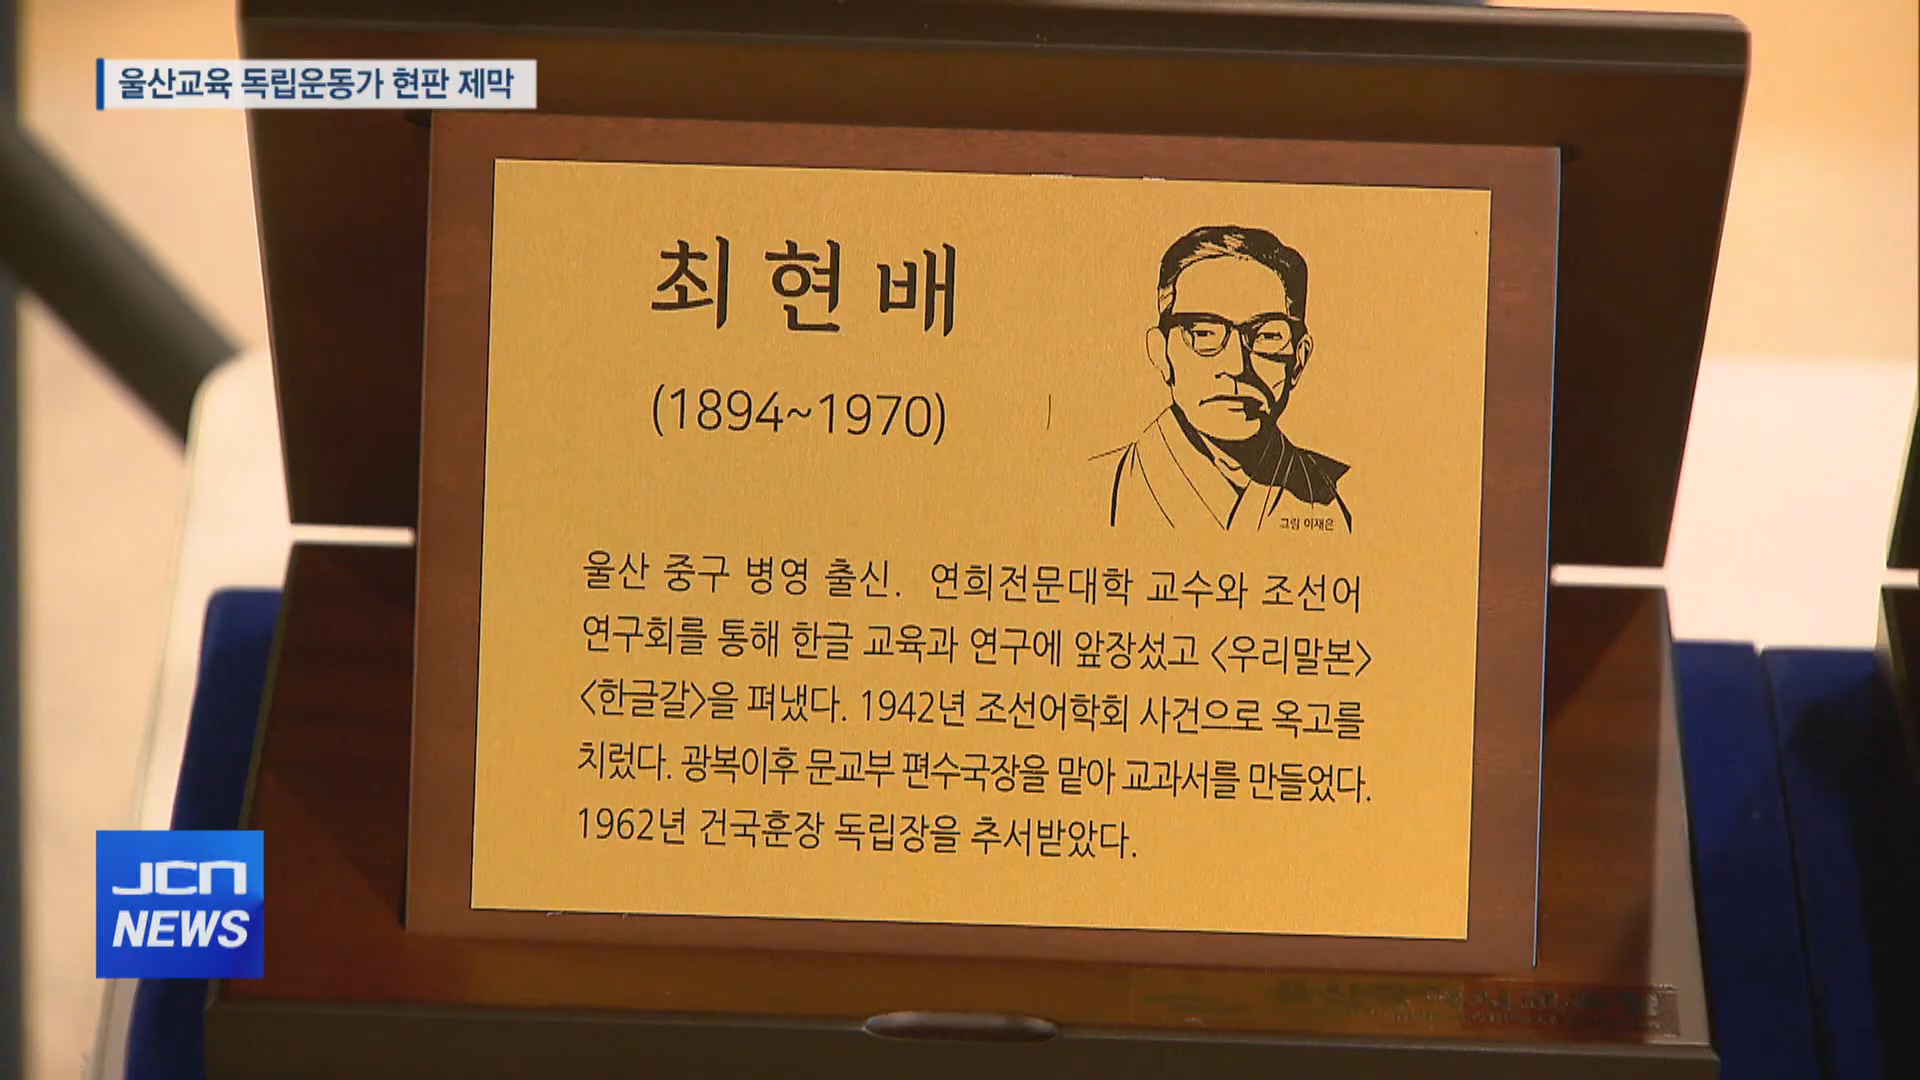 울산교육 독립운동가 현판 제막
최현배
(1894~1970)
그림 이재은
울산 중구 병영 출신. 연희전문대학 교수와 조선어
연구회를 통해 한글 교육과 연구에 앞장섰고 <우리말본>
<한글갈>을 펴냈다. 1942년 조선어학회 사건으로 옥고를
치렀다. 광복이후 문교부 편수국장을 맡아 교과서를 만들었다.
1962년 건국훈장 독립장을 추서받았다.
JCN
NEWS